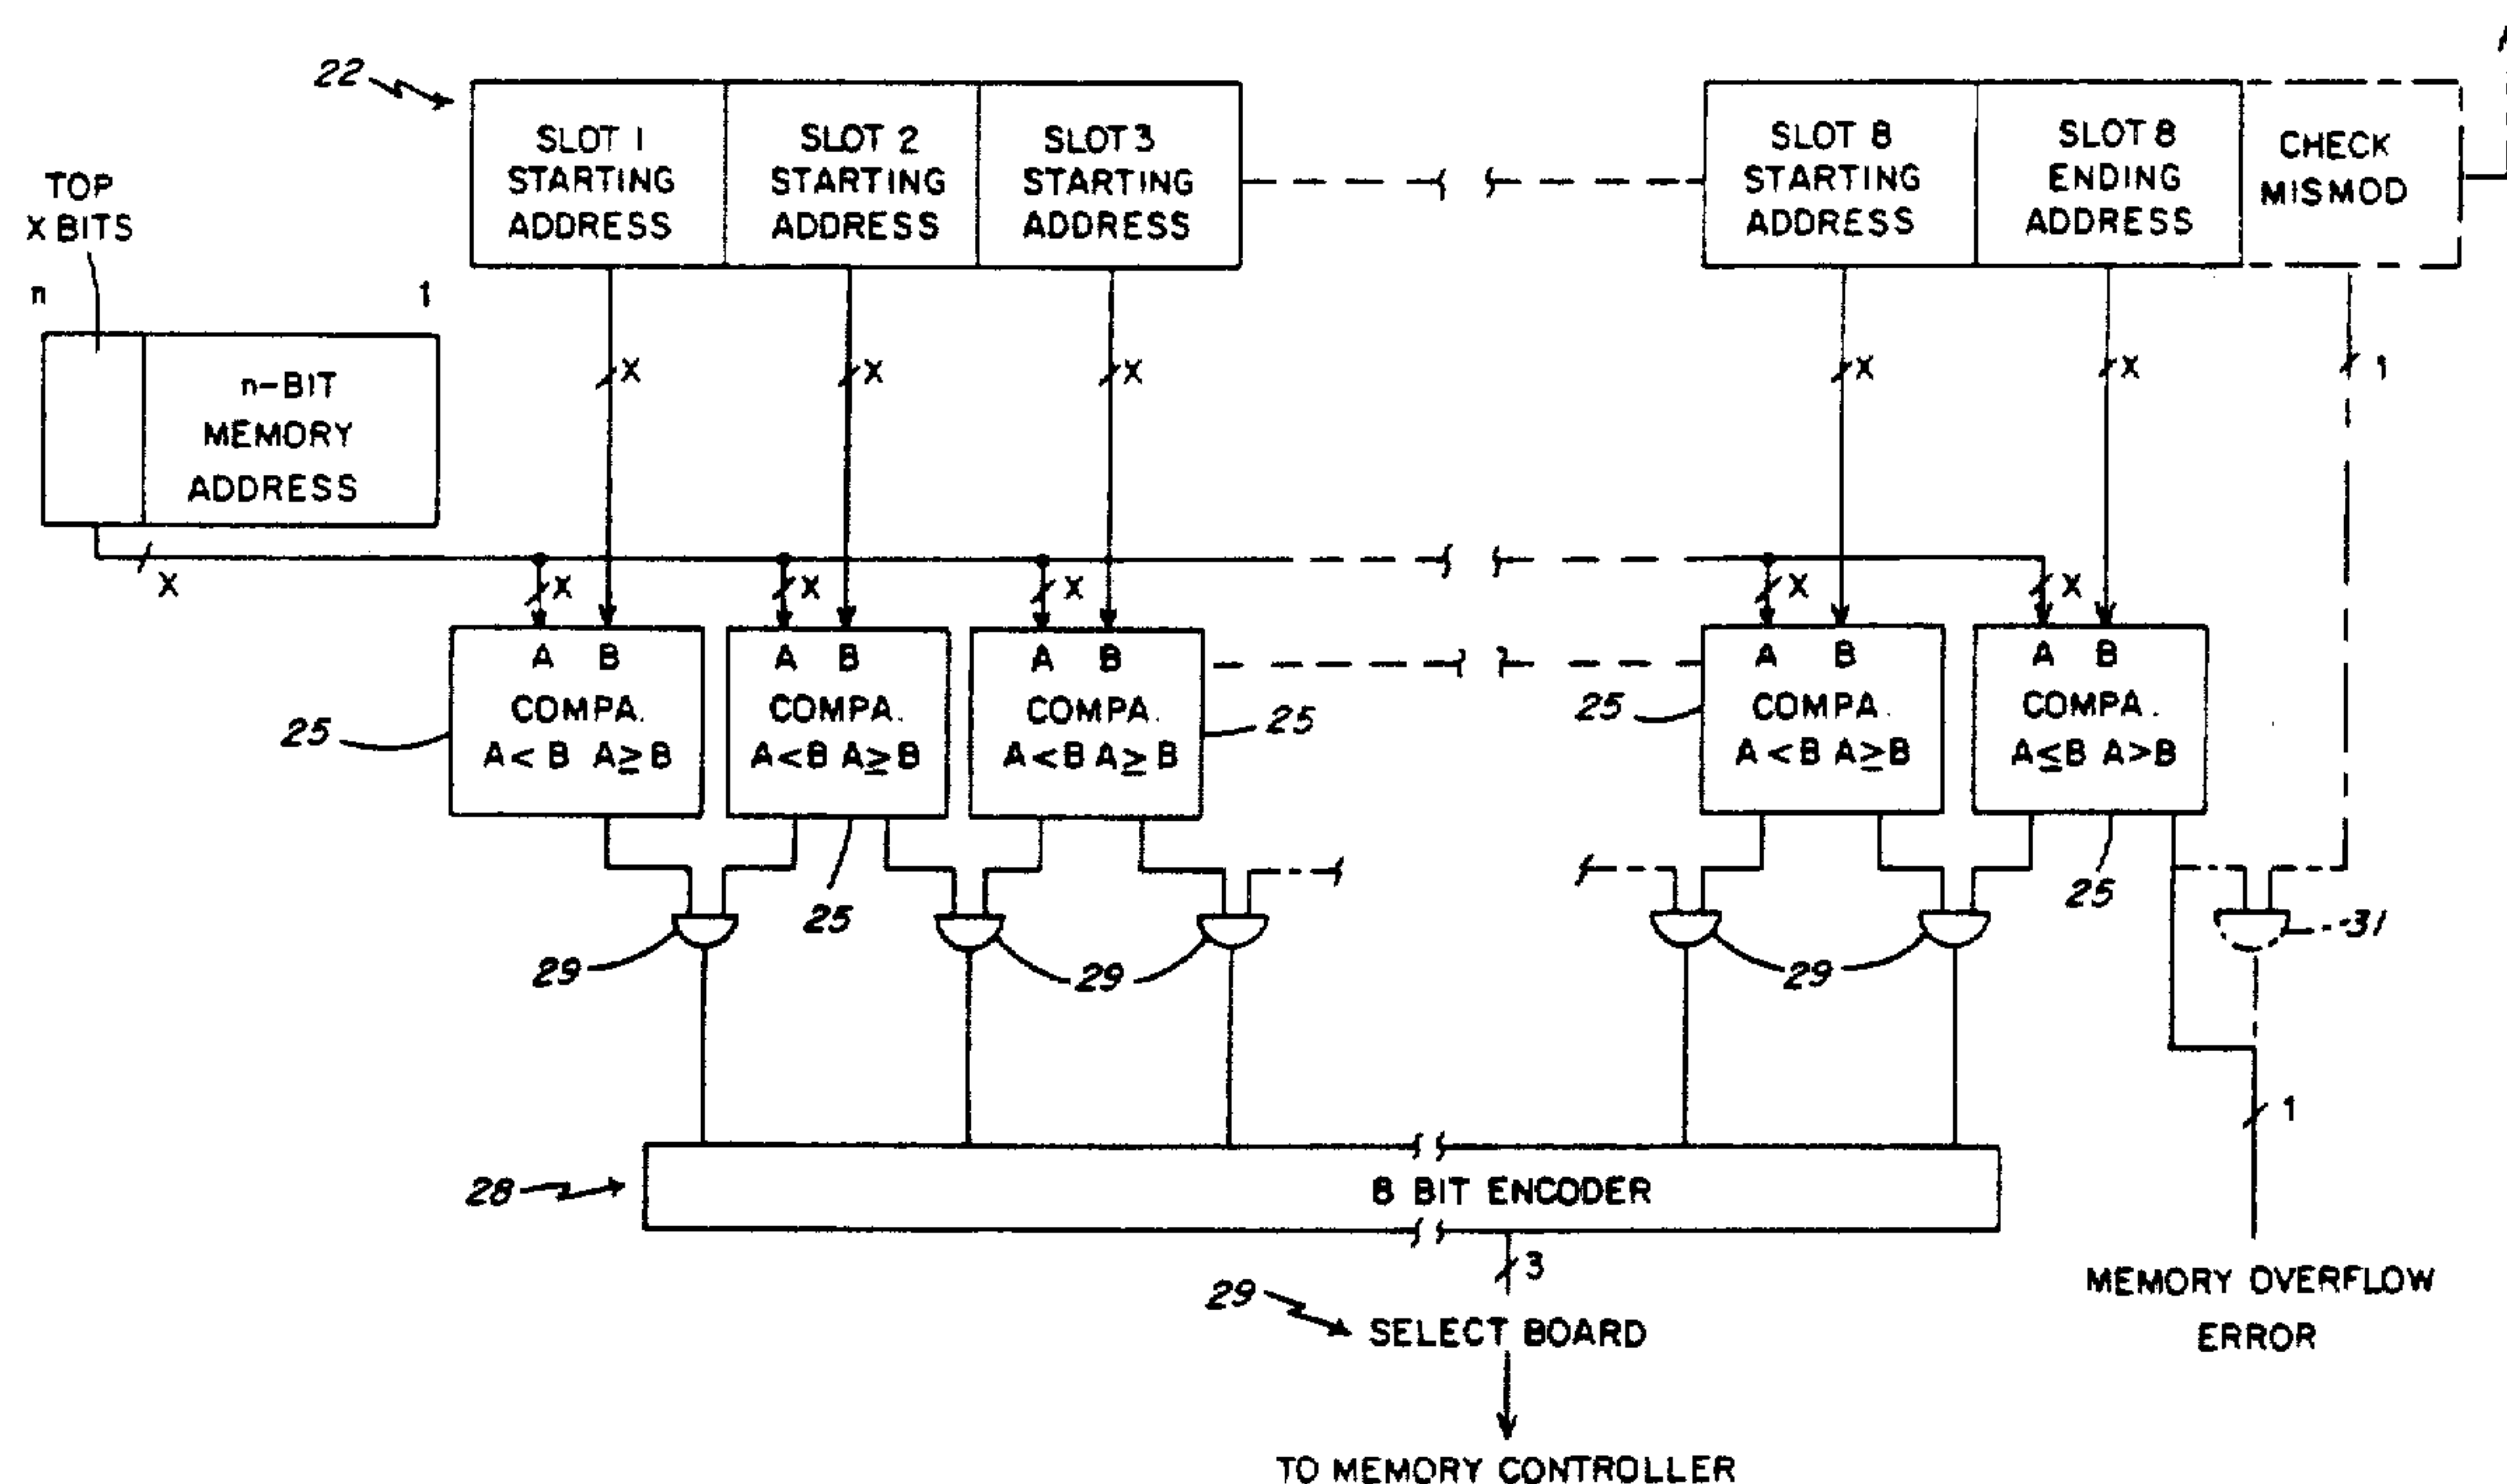 22
SLOT 1
STARTING
ADDRESS
SLOT 2
STARTING
ADDRESS
SLOT 3
STARTING
ADDRESS
SLOT 8
STARTING
ADDRESS
SLOT 8
ENDING
ADDRESS
CHECK
MISMOD
TOP
X BITS
n
1
n-BIT
MEMORY
ADDRESS
X
X
X
X
X
1
X
X
X
X
X
X
A B
COMPA.
A<B A≥B
A B
COMPA.
A<B A≥B
A B
COMPA.
A<B A≥B
A B
COMPA.
A<B A≥B
A B
COMPA.
A≤B A>B
25
25
25
25
25
29
29
29
31
28
8 BIT ENCODER
1
3
29
SELECT BOARD
MEMORY OVERFLOW
ERROR
TO MEMORY CONTROLLER